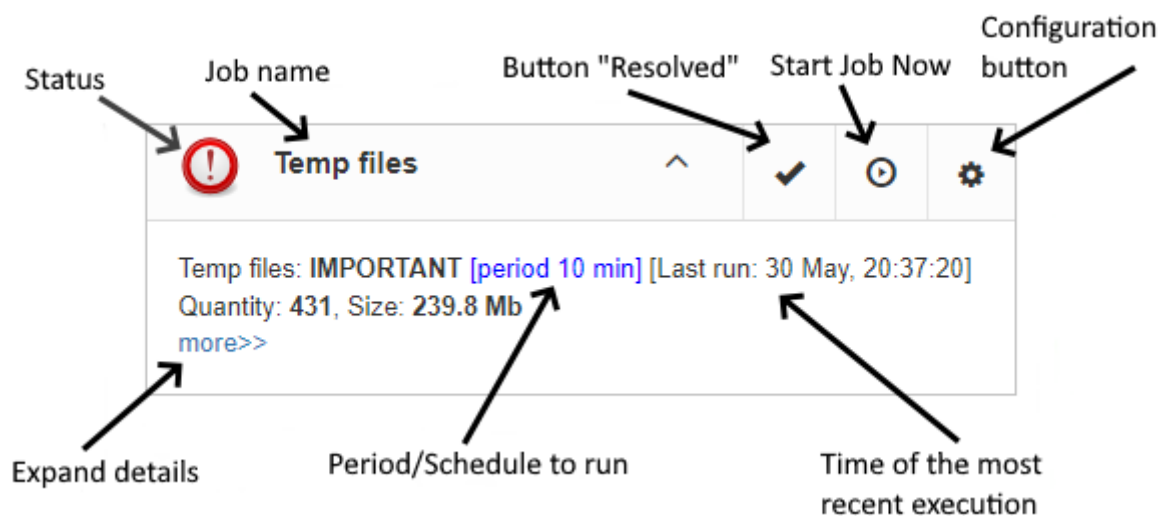 Configuration
button
Status
Job name
Button "Resolved"
Start Job Now
Temp files
Temp files: IMPORTANT [period 10 min] [Last run: 30 May, 20:37:20]
Quantity: 431, Size: 239.8 Mb
more>>
Expand details
Period/Schedule to run
Time of the most
recent execution